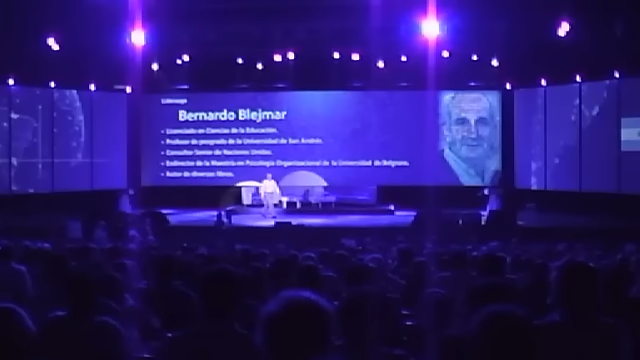 Liderazgo
Bernardo Blejmar
• Licenciado en Ciencias de la Educación.
• Profesor de posgrado de la Universidad de San Andrés.
• Consultor Senior de Naciones Unidas.
• Exdirector de la Maestría en Psicología Organizacional de la Universidad de Belgrano.
• Autor de diversos libros.